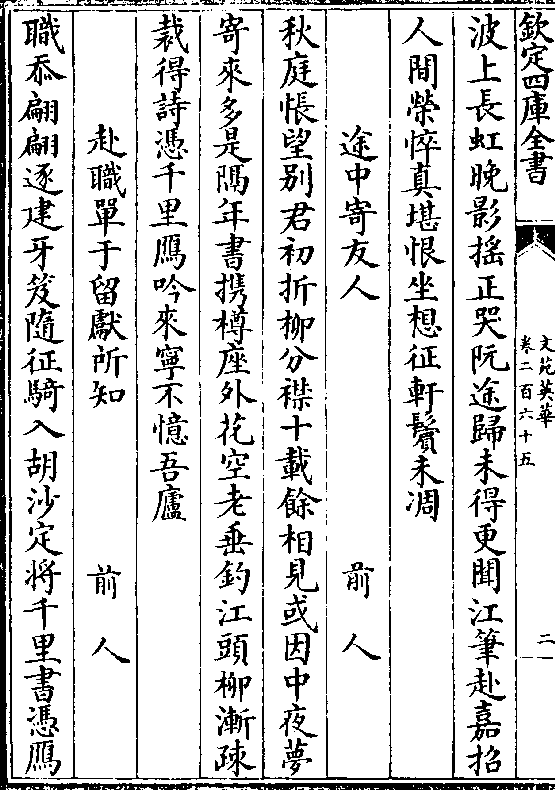 欽定四庫全書
文苑英華
卷二百六十五
二
波上長虹晚影搖正哭阮途歸未得更聞江筆赴嘉招
人間榮悴真堪恨坐想征軒鬢未凋
途中寄友人 前人
秋庭悵望别君初折柳分襟十載餘相見或因中夜夢
寄來多是隔年書携樽座外花空老垂釣江頭柳漸疎
裁得詩憑千里鴈吟來寧不憶吾廬
赴職單于留獻所知 前人
職忝翩翩逐建牙笈隨征騎入胡沙定將千里書憑鴈